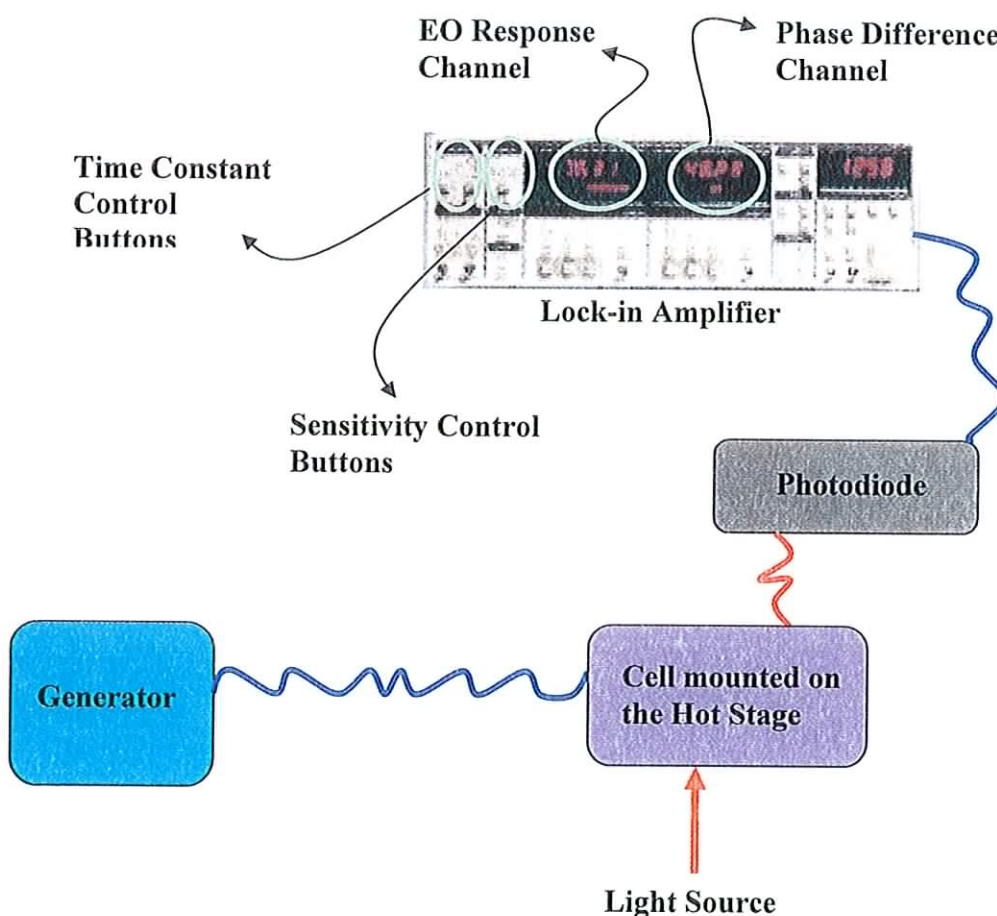 EO Response
Channel
Phase Difference
Channel
Time Constant
Control
Buttons
Lock-in Amplifier
Sensitivity Control
Buttons
Photodiode
Generator
Cell mounted on
the Hot Stage
Light Source